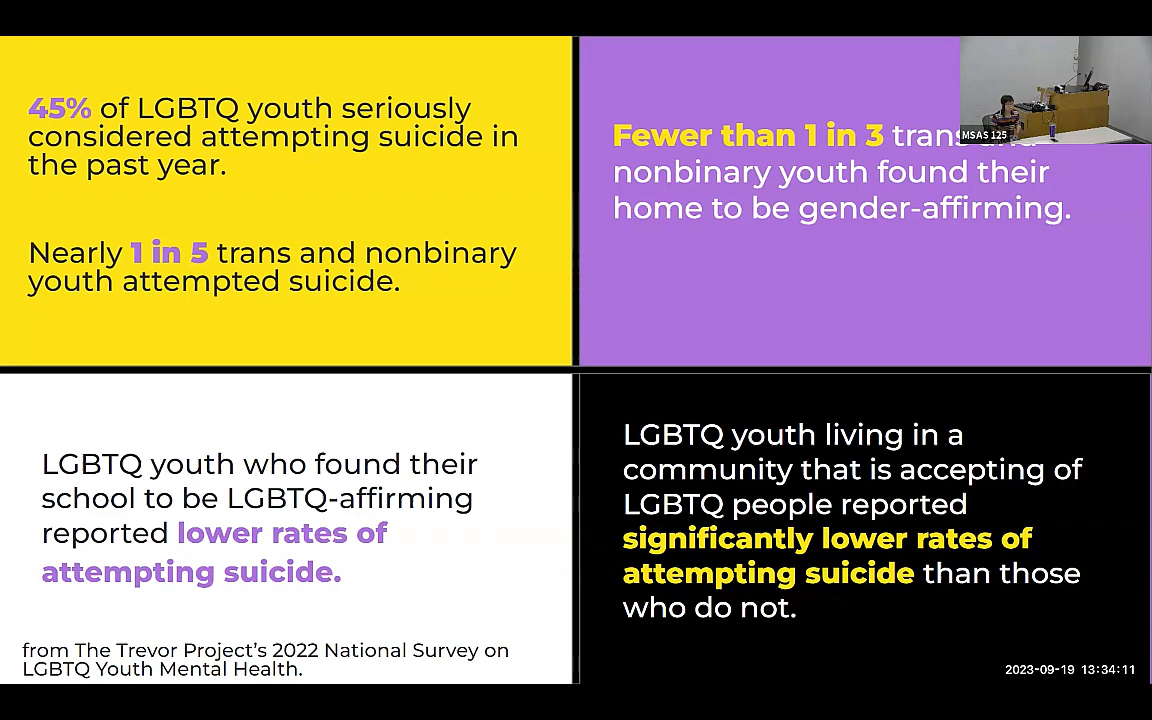 45% of LGBTQ youth seriously
considered attempting suicide in
the past year.
Nearly 1 in 5 trans and nonbinary
youth attempted suicide.
Fewer than 1 in 3 trans and
nonbinary youth found their
home to be gender-affirming.
MSAS 125
LGBTQ youth who found their
school to be LGBTQ-affirming
reported lower rates of
attempting suicide.
from The Trevor Project’s 2022 National Survey on
LGBTQ Youth Mental Health.
LGBTQ youth living in a
community that is accepting of
LGBTQ people reported
significantly lower rates of
attempting suicide than those
who do not.
2023-09-19 13:34:11